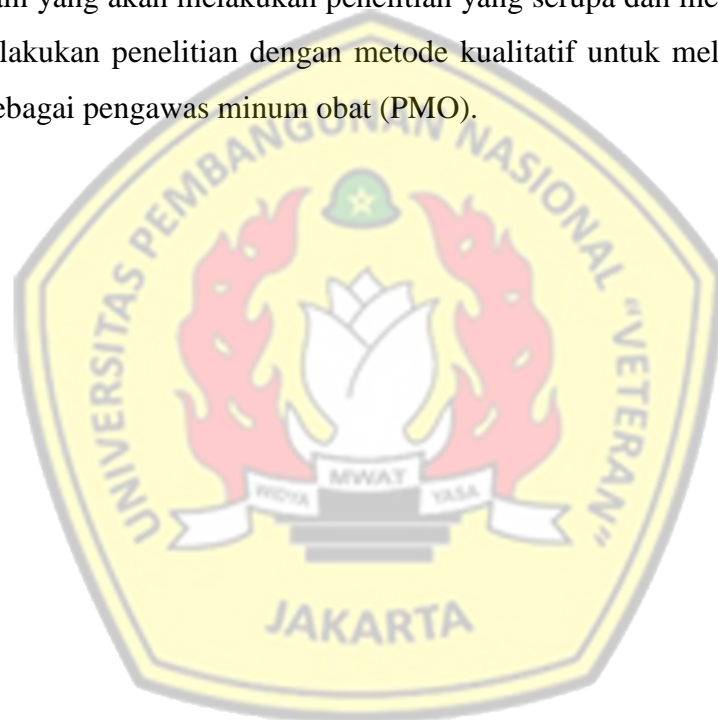 yang akan melakukan penelitian yang serupa dan
lakukan penelitian dengan metode kualitatif untuk
ebagai pengawas minum obat (PMO).
UNIVERSITAS PEMBANGUNAN NASIONAL "VETERAN"
WIDYA MWAT YASA
JAKARTA